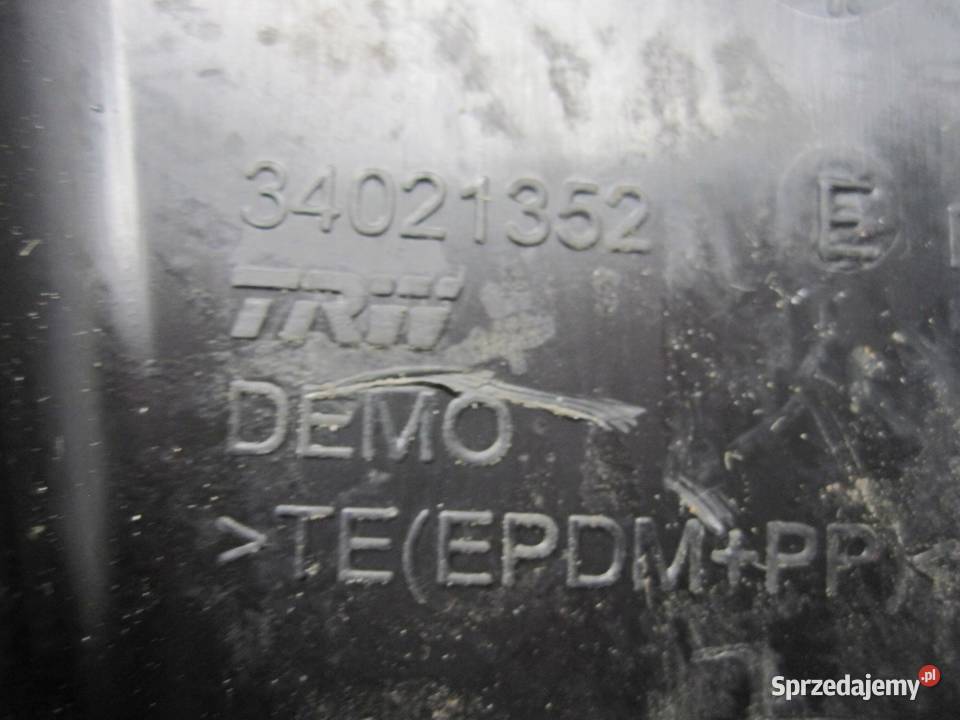 34021352 E
TRW
DEMO
>TE(EPDM+PP)<
Sprzedajemy.pl